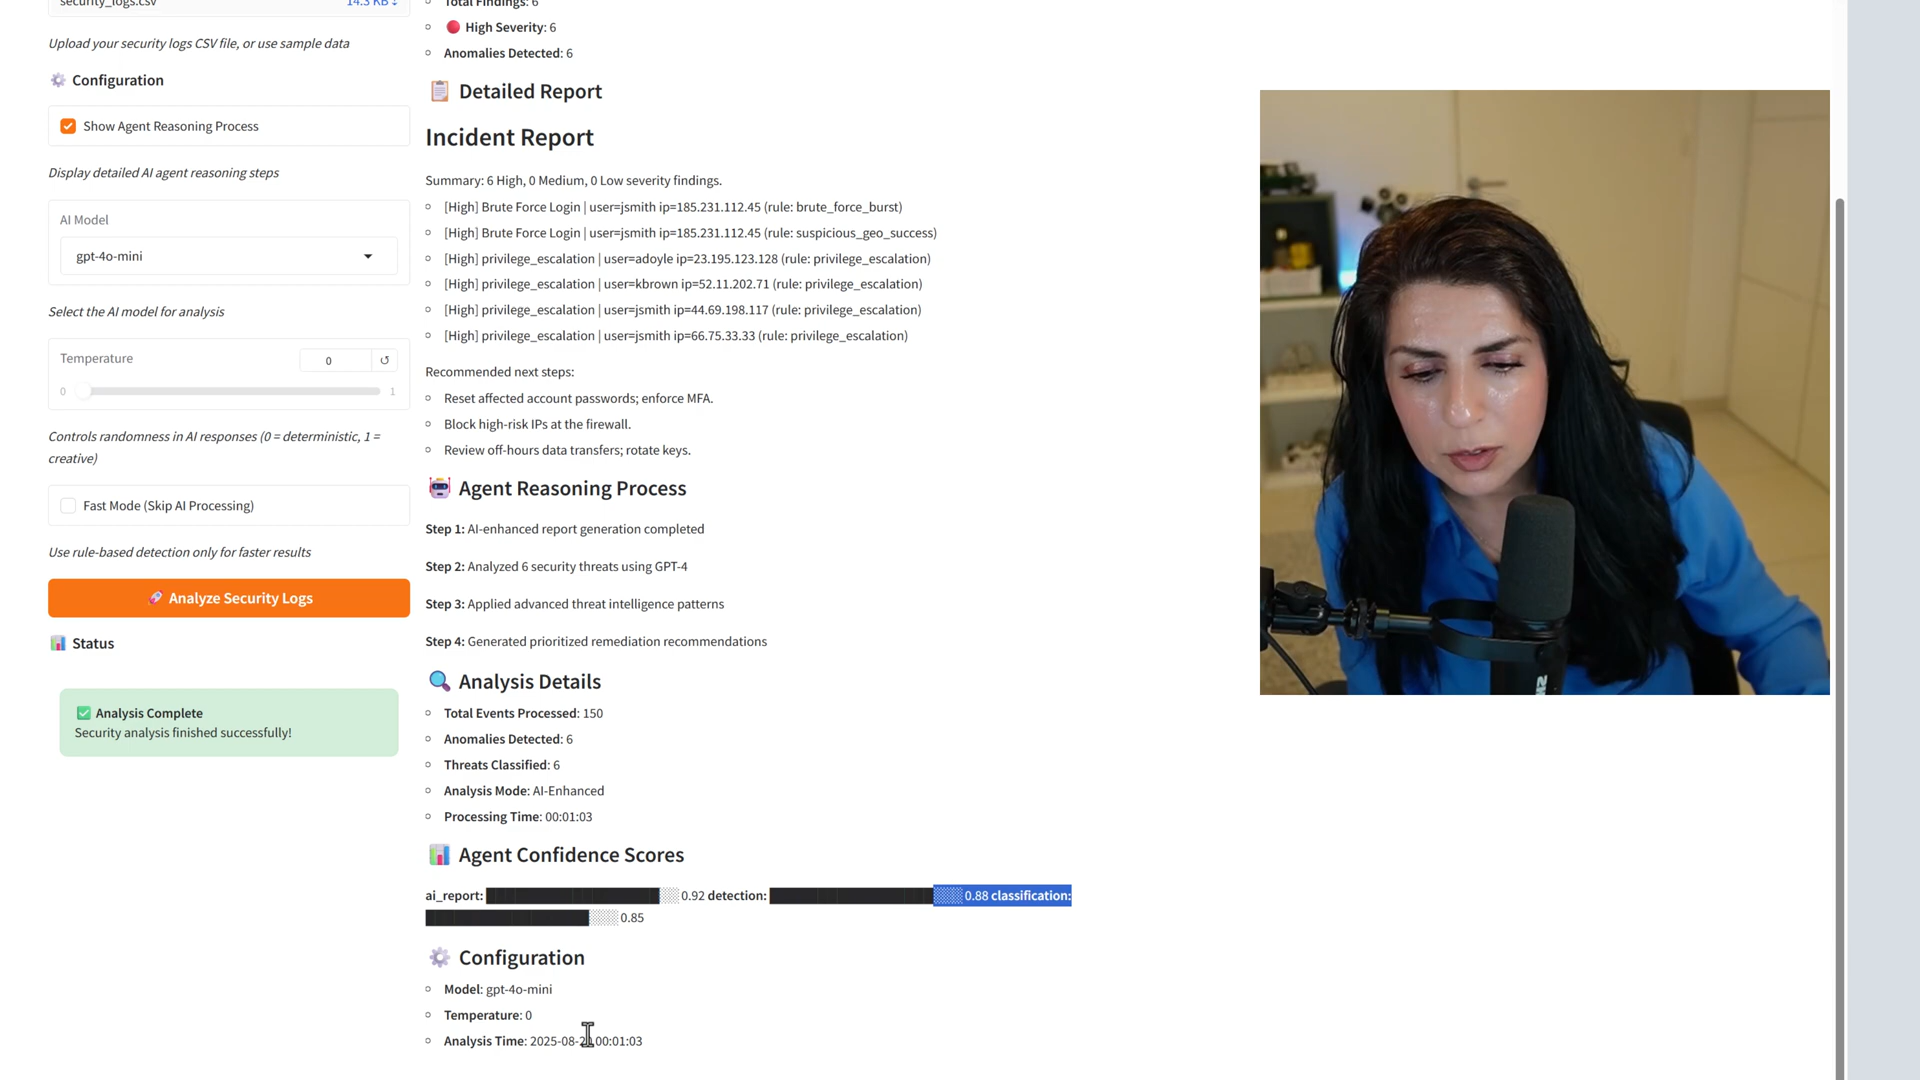 security_logs.csv 14.3 KB ↓
Upload your security logs CSV file, or use sample data
Configuration
Show Agent Reasoning Process
Display detailed AI agent reasoning steps
AI Model
gpt-4o-mini
Select the AI model for analysis
Temperature 0
0 1
Controls randomness in AI responses (0 = deterministic, 1 =
creative)
Fast Mode (Skip AI Processing)
Use rule-based detection only for faster results
Analyze Security Logs
Status
Analysis Complete
Security analysis finished successfully!
Total Findings: 6
High Severity: 6
Anomalies Detected: 6
Detailed Report
Incident Report
Summary: 6 High, 0 Medium, 0 Low severity findings.
[High] Brute Force Login | user=jsmith ip=185.231.112.45 (rule: brute_force_burst)
[High] Brute Force Login | user=jsmith ip=185.231.112.45 (rule: suspicious_geo_success)
[High] privilege_escalation | user=adoyle ip=23.195.123.128 (rule: privilege_escalation)
[High] privilege_escalation | user=kbrown ip=52.11.202.71 (rule: privilege_escalation)
[High] privilege_escalation | user=jsmith ip=44.69.198.117 (rule: privilege_escalation)
[High] privilege_escalation | user=jsmith ip=66.75.33.33 (rule: privilege_escalation)
Recommended next steps:
Reset affected account passwords; enforce MFA.
Block high-risk IPs at the firewall.
Review off-hours data transfers; rotate keys.
Agent Reasoning Process
Step 1: AI-enhanced report generation completed
Step 2: Analyzed 6 security threats using GPT-4
Step 3: Applied advanced threat intelligence patterns
Step 4: Generated prioritized remediation recommendations
Analysis Details
Total Events Processed: 150
Anomalies Detected: 6
Threats Classified: 6
Analysis Mode: AI-Enhanced
Processing Time: 00:01:03
Agent Confidence Scores
ai_report: 0.92 detection: 0.88 classification:
0.85
Configuration
Model: gpt-4o-mini
Temperature: 0
Analysis Time: 00:01:03